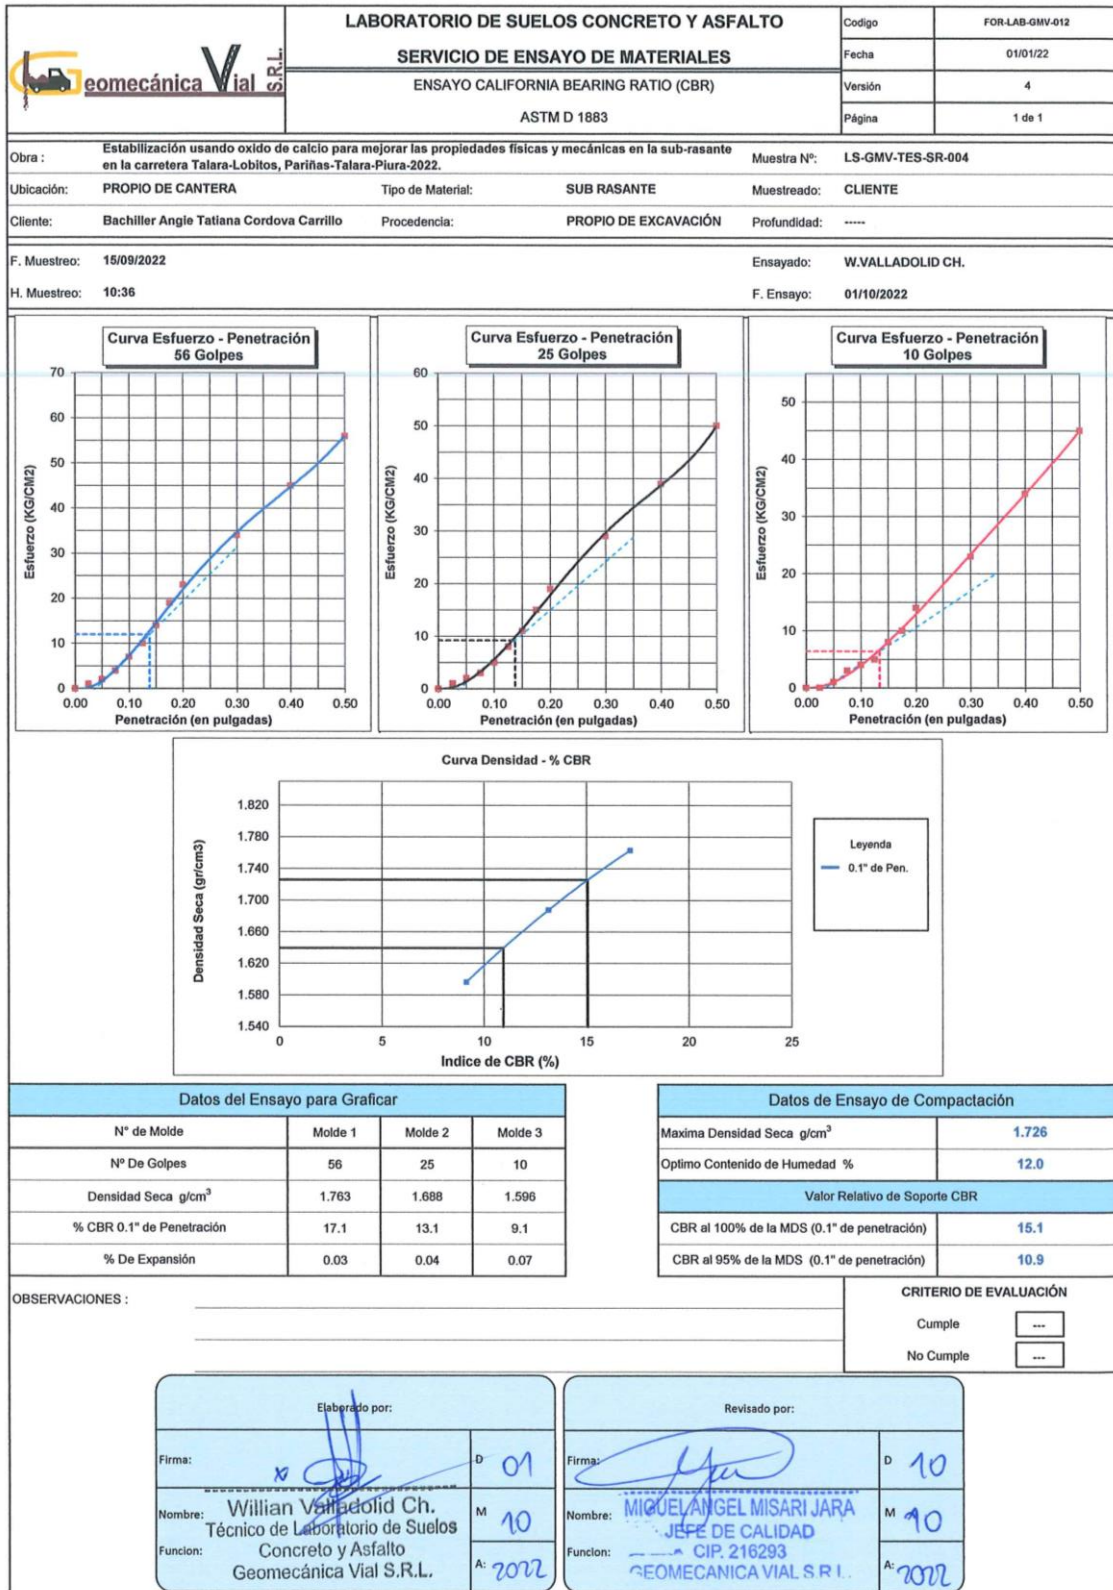 Geomecánica Vial S.R.L.
LABORATORIO DE SUELOS CONCRETO Y ASFALTO
SERVICIO DE ENSAYO DE MATERIALES
ENSAYO CALIFORNIA BEARING RATIO (CBR)
ASTM D 1883
Codigo FOR-LAB-GMV-012
Fecha 01/01/22
Versión 4
Página 1 de 1
Obra : Estabilización usando oxido de calcio para mejorar las propiedades físicas y mecánicas en la sub-rasante
en la carretera Talara-Lobitos, Pariñas-Talara-Piura-2022.
Muestra Nº: LS-GMV-TES-SR-004
Ubicación: PROPIO DE CANTERA Tipo de Material: SUB RASANTE Muestreado: CLIENTE
Cliente: Bachiller Angie Tatiana Cordova Carrillo Procedencia: PROPIO DE EXCAVACIÓN Profundidad: -----
F. Muestreo: 15/09/2022 Ensayado: W.VALLADOLID CH.
H. Muestreo: 10:36 F. Ensayo: 01/10/2022
Curva Esfuerzo - Penetración
56 Golpes
70
60
50
40
30
20
10
0
Esfuerzo (KG/CM2)
0.00 0.10 0.20 0.30 0.40 0.50
Penetración (en pulgadas)
Curva Esfuerzo - Penetración
25 Golpes
60
50
40
30
20
10
0
Esfuerzo (KG/CM2)
0.00 0.10 0.20 0.30 0.40 0.50
Penetración (en pulgadas)
Curva Esfuerzo - Penetración
10 Golpes
50
40
30
20
10
0
Esfuerzo (KG/CM2)
0.00 0.10 0.20 0.30 0.40 0.50
Penetración (en pulgadas)
Curva Densidad - % CBR
1.820
1.780
1.740
1.700
1.660
1.620
1.580
1.540
Densidad Seca (gr/cm3)
0 5 10 15 20 25
Indice de CBR (%)
Leyenda
0.1" de Pen.
Datos del Ensayo para Graficar
N° de Molde Molde 1 Molde 2 Molde 3
Nº De Golpes 56 25 10
Densidad Seca g/cm³ 1.763 1.688 1.596
% CBR 0.1" de Penetración 17.1 13.1 9.1
% De Expansión 0.03 0.04 0.07
Datos de Ensayo de Compactación
Maxima Densidad Seca g/cm³ 1.726
Optimo Contenido de Humedad % 12.0
Valor Relativo de Soporte CBR
CBR al 100% de la MDS (0.1" de penetración) 15.1
CBR al 95% de la MDS (0.1" de penetración) 10.9
OBSERVACIONES :
CRITERIO DE EVALUACIÓN
Cumple ---
No Cumple ---
Elaborado por:
Firma:
D 01
Nombre: Willian Valladolid Ch.
Técnico de Laboratorio de Suelos
M 10
Funcion: Concreto y Asfalto
Geomecánica Vial S.R.L.
A: 2022
Revisado por:
Firma:
D 10
Nombre: MIGUEL ANGEL MISARI JARA
JEFE DE CALIDAD
M 10
Funcion: CIP. 216293
GEOMECANICA VIAL S.R.L.
A: 2022